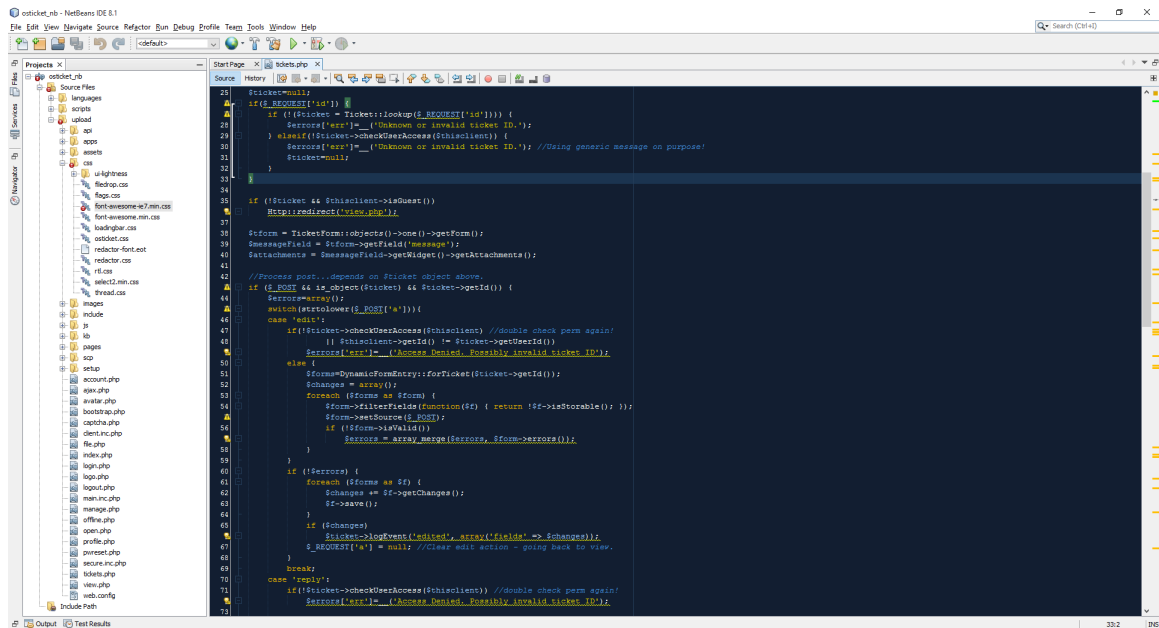 osticket_nb - NetBeans IDE 8.1
File Edit View Navigate Source Refactor Run Debug Profile Team Tools Window Help
Search (Ctrl+I)
<default>
Projects
Start Page
tickets.php
Source History
Files
Services
Navigator
osticket_nb
Source Files
languages
scripts
upload
api
apps
assets
css
ui-lightness
filedrop.css
flags.css
font-awesome-ie7.min.css
font-awesome.min.css
loadingbar.css
osticket.css
redactor-font.eot
redactor.css
rtl.css
select2.min.css
thread.css
images
include
js
kb
pages
scp
setup
account.php
ajax.php
avatar.php
bootstrap.php
captcha.php
client.inc.php
file.php
index.php
login.php
logo.php
logout.php
main.inc.php
manage.php
offline.php
open.php
profile.php
pwreset.php
secure.inc.php
tickets.php
view.php
web.config
Include Path
25 $ticket=null;
if($_REQUEST['id']) {
if (!($ticket = Ticket::lookup($_REQUEST['id']))) {
28 $errors['err']=__('Unknown or invalid ticket ID.');
29 } elseif(!$ticket->checkUserAccess($thisclient)) {
30 $errors['err']=__('Unknown or invalid ticket ID.'); //Using generic message on purpose!
31 $ticket=null;
32 }
33 }
34
35 if (!$ticket && $thisclient->isGuest())
Http::redirect('view.php');
37
38 $tform = TicketForm::objects()->one()->getForm();
39 $messageField = $tform->getField('message');
40 $attachments = $messageField->getWidget()->getAttachments();
41
42 //Process post...depends on $ticket object above.
if ($_POST && is_object($ticket) && $ticket->getId()) {
44 $errors=array();
switch(strtolower($_POST['a'])){
46 case 'edit':
47 if(!$ticket->checkUserAccess($thisclient) //double check perm again!
48 || $thisclient->getId() != $ticket->getUserId())
$errors['err']=__('Access Denied. Possibly invalid ticket ID');
50 else {
51 $forms=DynamicFormEntry::forTicket($ticket->getId());
52 $changes = array();
53 foreach ($forms as $form) {
54 $form->filterFields(function($f) { return !$f->isStorable(); });
$form->setSource($_POST);
56 if (!$form->isValid())
$errors = array_merge($errors, $form->errors());
58 }
59 }
60 if (!$errors) {
61 foreach ($forms as $f) {
62 $changes += $f->getChanges();
63 $f->save();
64 }
65 if ($changes)
$ticket->logEvent('edited', array('fields' => $changes));
67 $_REQUEST['a'] = null; //Clear edit action - going back to view.
68 }
69 break;
70 case 'reply':
71 if(!$ticket->checkUserAccess($thisclient)) //double check perm again!
$errors['err']=__('Access Denied. Possibly invalid ticket ID');
73
Output Test Results
33:2 INS